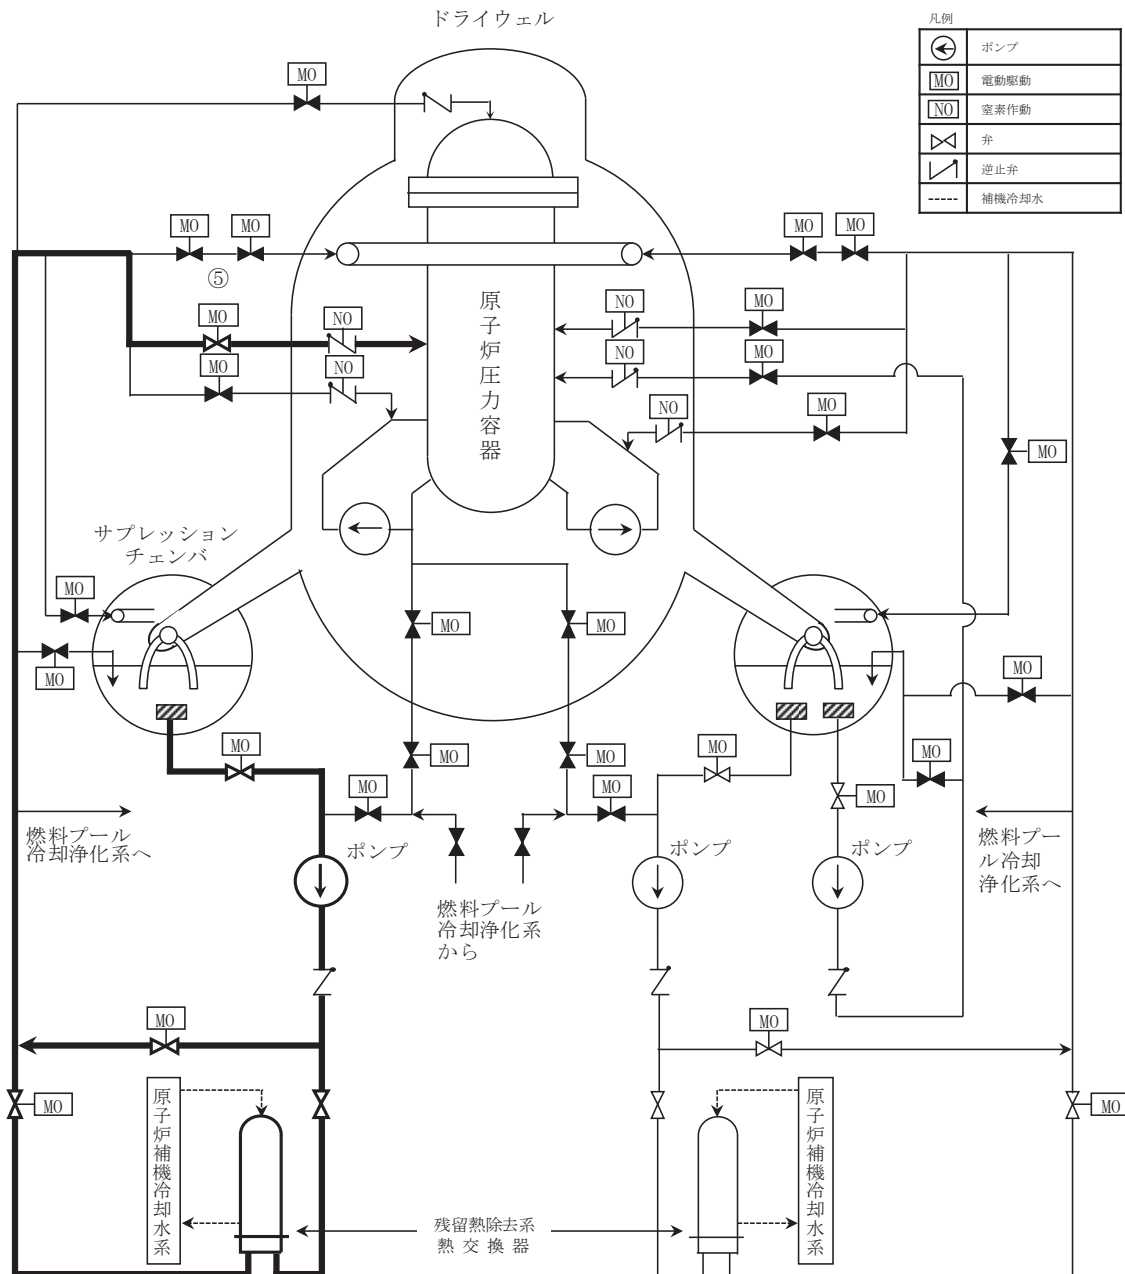 ドライウェル
凡例
ポンプ
MO
電動駆動
NO
窒素作動
弁
逆止弁
補機冷却水
MO
MO
MO
MO
MO
⑤
MO
NO
MO
NO
原子炉圧力容器
NO
MO
NO
MO
NO
MO
MO
サプレッション
チェンバ
MO
MO
MO
MO
MO
MO
MO
MO
MO
MO
MO
MO
MO
MO
燃料プール
冷却浄化系へ
ポンプ
ポンプ
ポンプ
燃料プー
ル冷却
浄化系へ
燃料プール
冷却浄化系
から
MO
MO
MO
MO
原子炉補機冷却水系
原子炉補機冷却水系
残留熱除去系
熱交換器